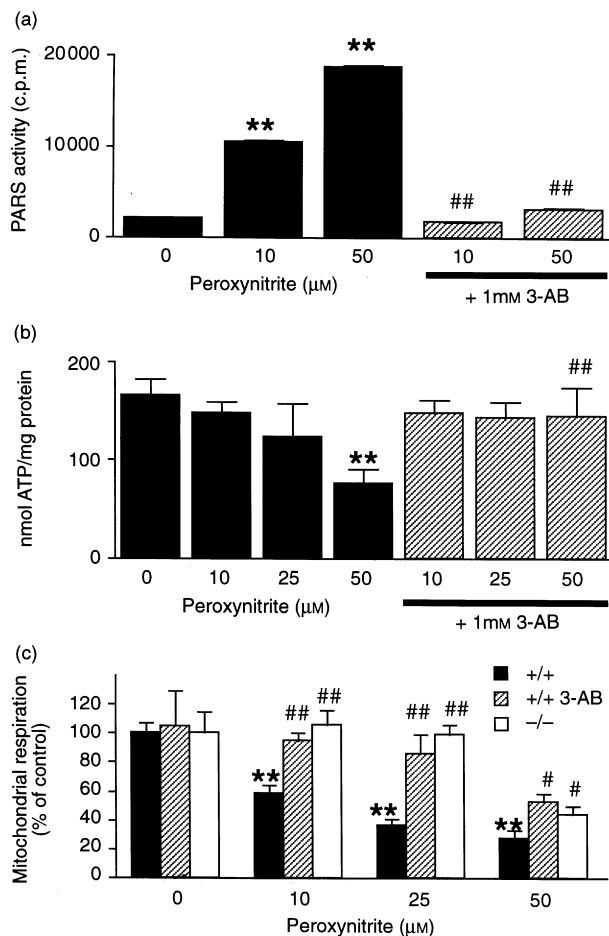 (a)
PARS activity (c.p.m.)
20000
10000
0
**
**
##
##
0 10 50 10 50
Peroxynitrite (μM)
+ 1mM 3-AB
(b)
nmol ATP/mg protein
200
100
0
**
##
0 10 25 50 10 25 50
Peroxynitrite (μM)
+ 1mM 3-AB
(c)
Mitochondrial respiration
(% of control)
120
100
80
60
40
20
0
+/+
+/+ 3-AB
−/−
** ## ##
** ## ##
** # #
0 10 25 50
Peroxynitrite (μM)